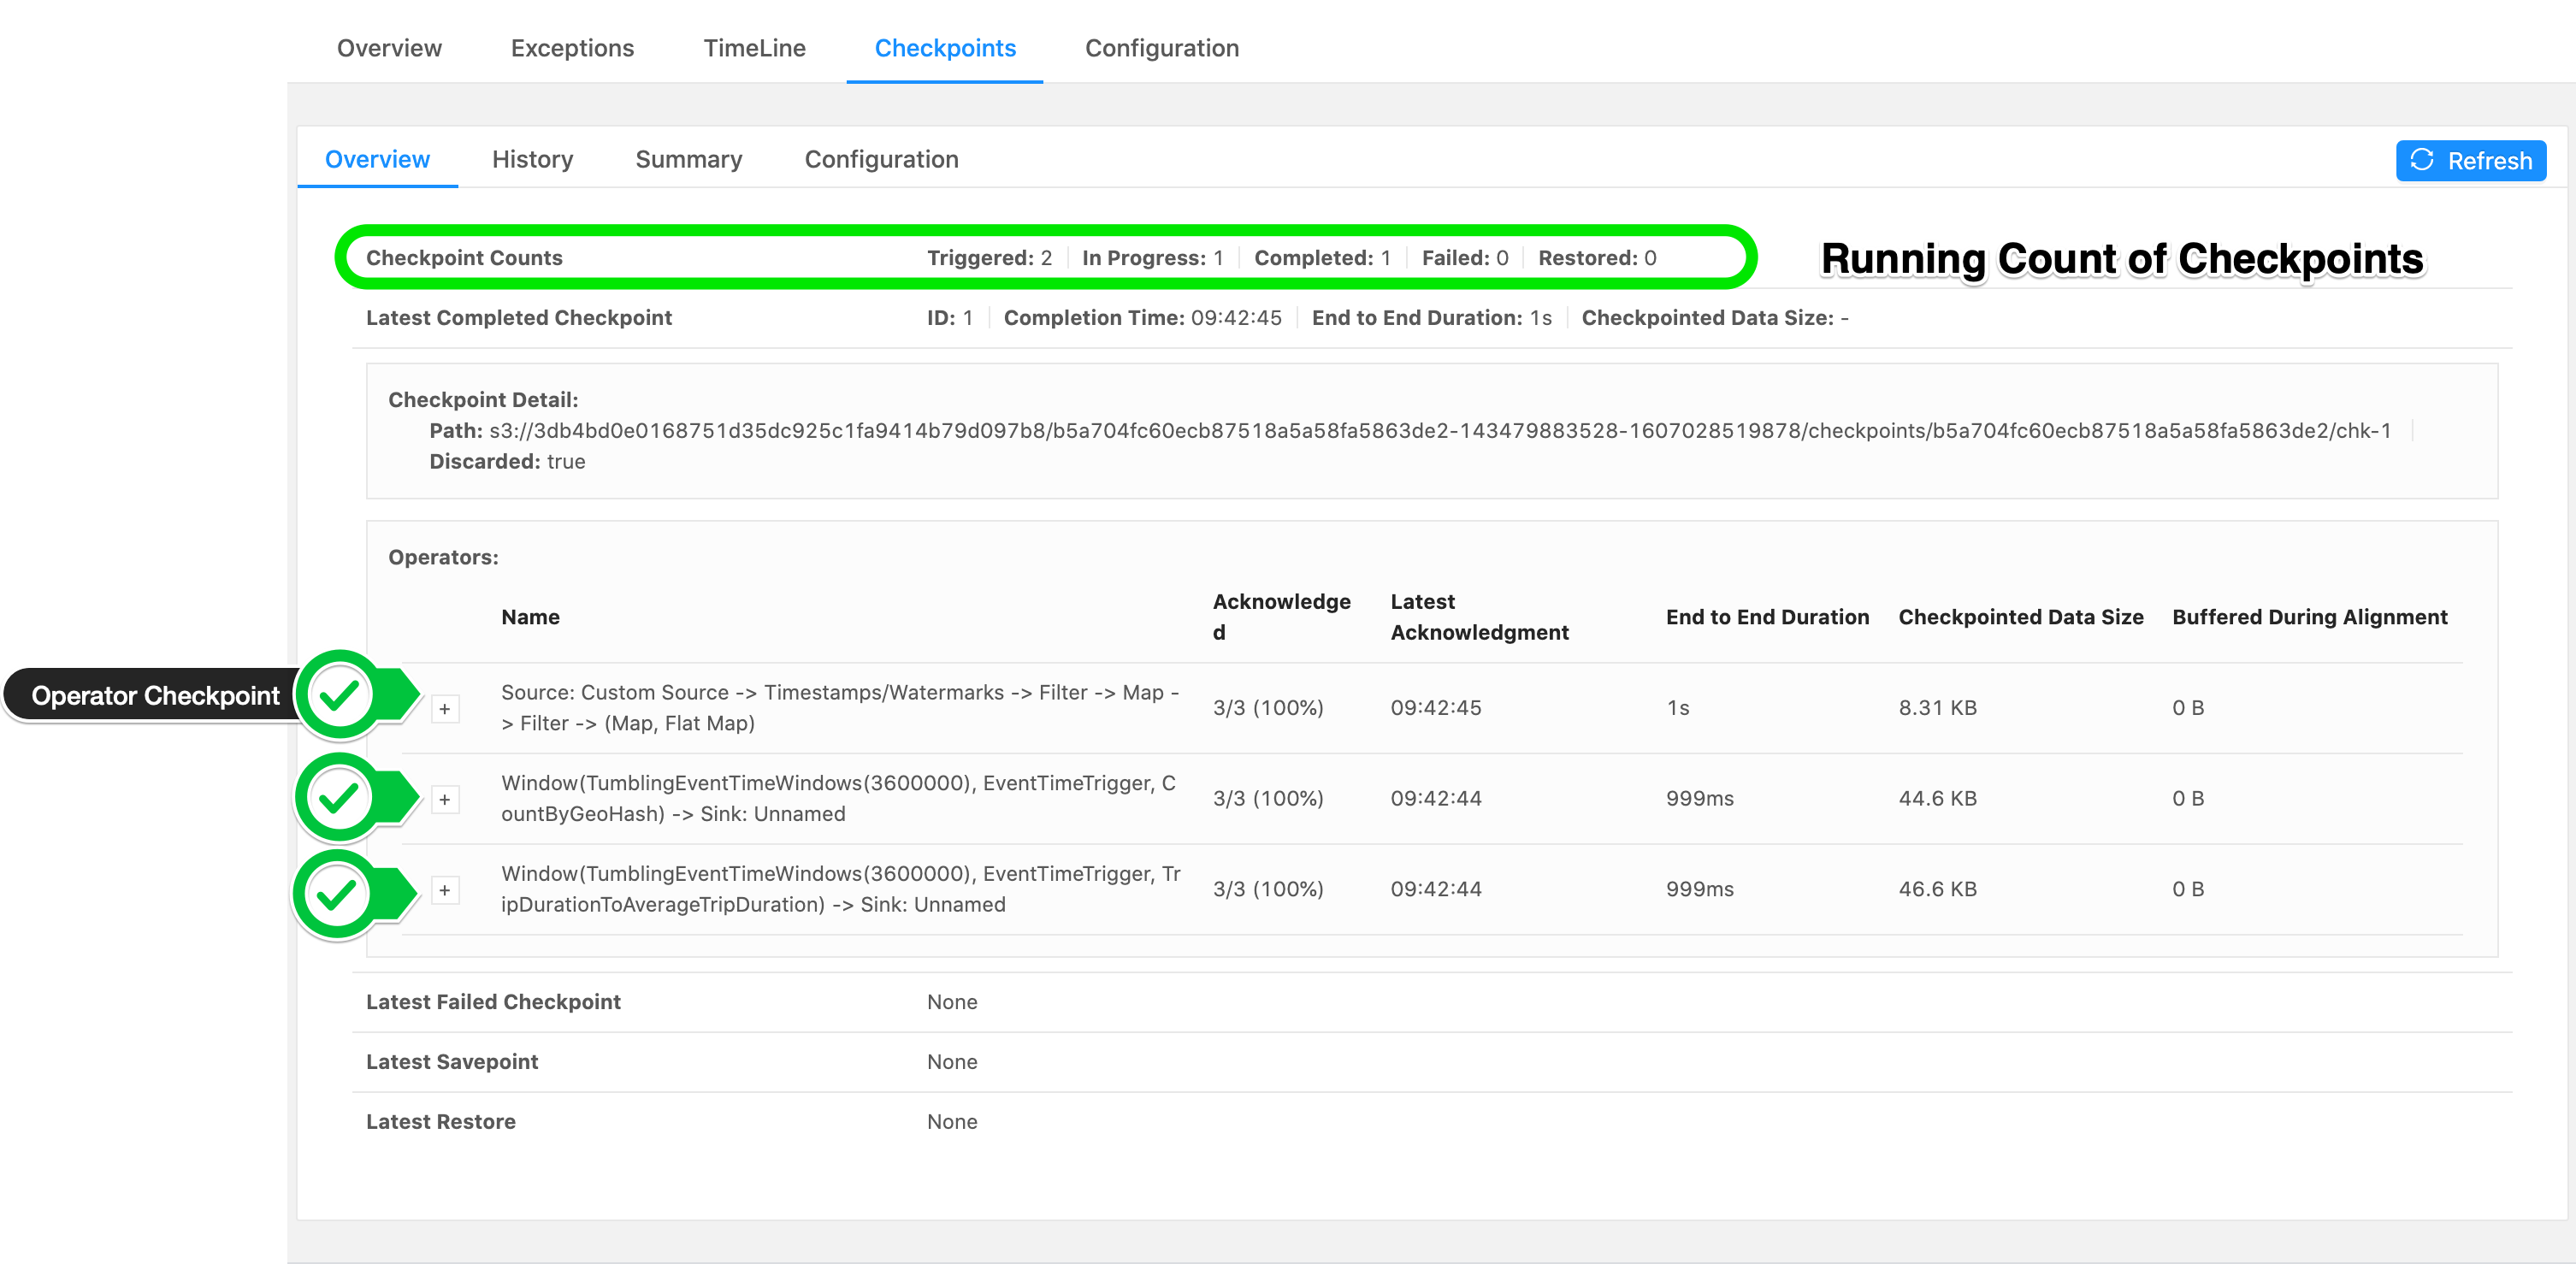 Overview Exceptions TimeLine Checkpoints Configuration
Overview History Summary Configuration Refresh
Checkpoint Counts Triggered: 2 In Progress: 1 Completed: 1 Failed: 0 Restored: 0 Running Count of Checkpoints
Latest Completed Checkpoint ID: 1 Completion Time: 09:42:45 End to End Duration: 1s Checkpointed Data Size: -
Checkpoint Detail:
Path: s3://3db4bd0e0168751d35dc925c1fa9414b79d097b8/b5a704fc60ecb87518a5a58fa5863de2-143479883528-1607028519878/checkpoints/b5a704fc60ecb87518a5a58fa5863de2/chk-1
Discarded: true
Operators:
Name Acknowledge
d Latest
Acknowledgment End to End Duration Checkpointed Data Size Buffered During Alignment
Operator Checkpoint
+ Source: Custom Source -> Timestamps/Watermarks -> Filter -> Map -
> Filter -> (Map, Flat Map) 3/3 (100%) 09:42:45 1s 8.31 KB 0 B
+ Window(TumblingEventTimeWindows(3600000), EventTimeTrigger, C
ountByGeoHash) -> Sink: Unnamed 3/3 (100%) 09:42:44 999ms 44.6 KB 0 B
+ Window(TumblingEventTimeWindows(3600000), EventTimeTrigger, Tr
ipDurationToAverageTripDuration) -> Sink: Unnamed 3/3 (100%) 09:42:44 999ms 46.6 KB 0 B
Latest Failed Checkpoint None
Latest Savepoint None
Latest Restore None